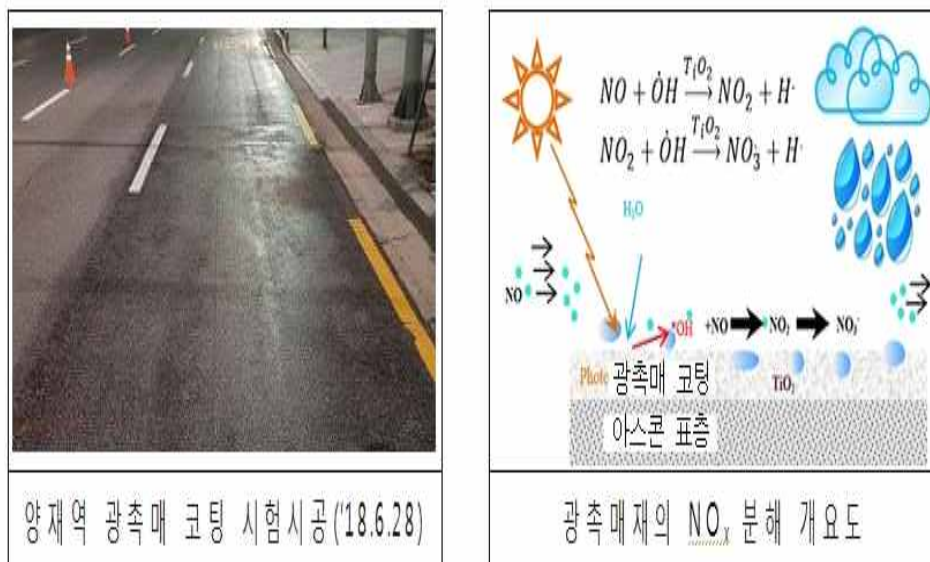 양재역 광촉매 코팅 시험시공('18.6.28)
NO + ȮH TiO₂→ NO₂ + H·
NO₂ + ȮH TiO₂→ NO₃ + H·
H₂O
NO
·OH
+NO
NO₂
NO₃⁻
Photo
광촉매 코팅
TiO₂
아스콘 표층
광촉매재의 NOₓ 분해 개요도